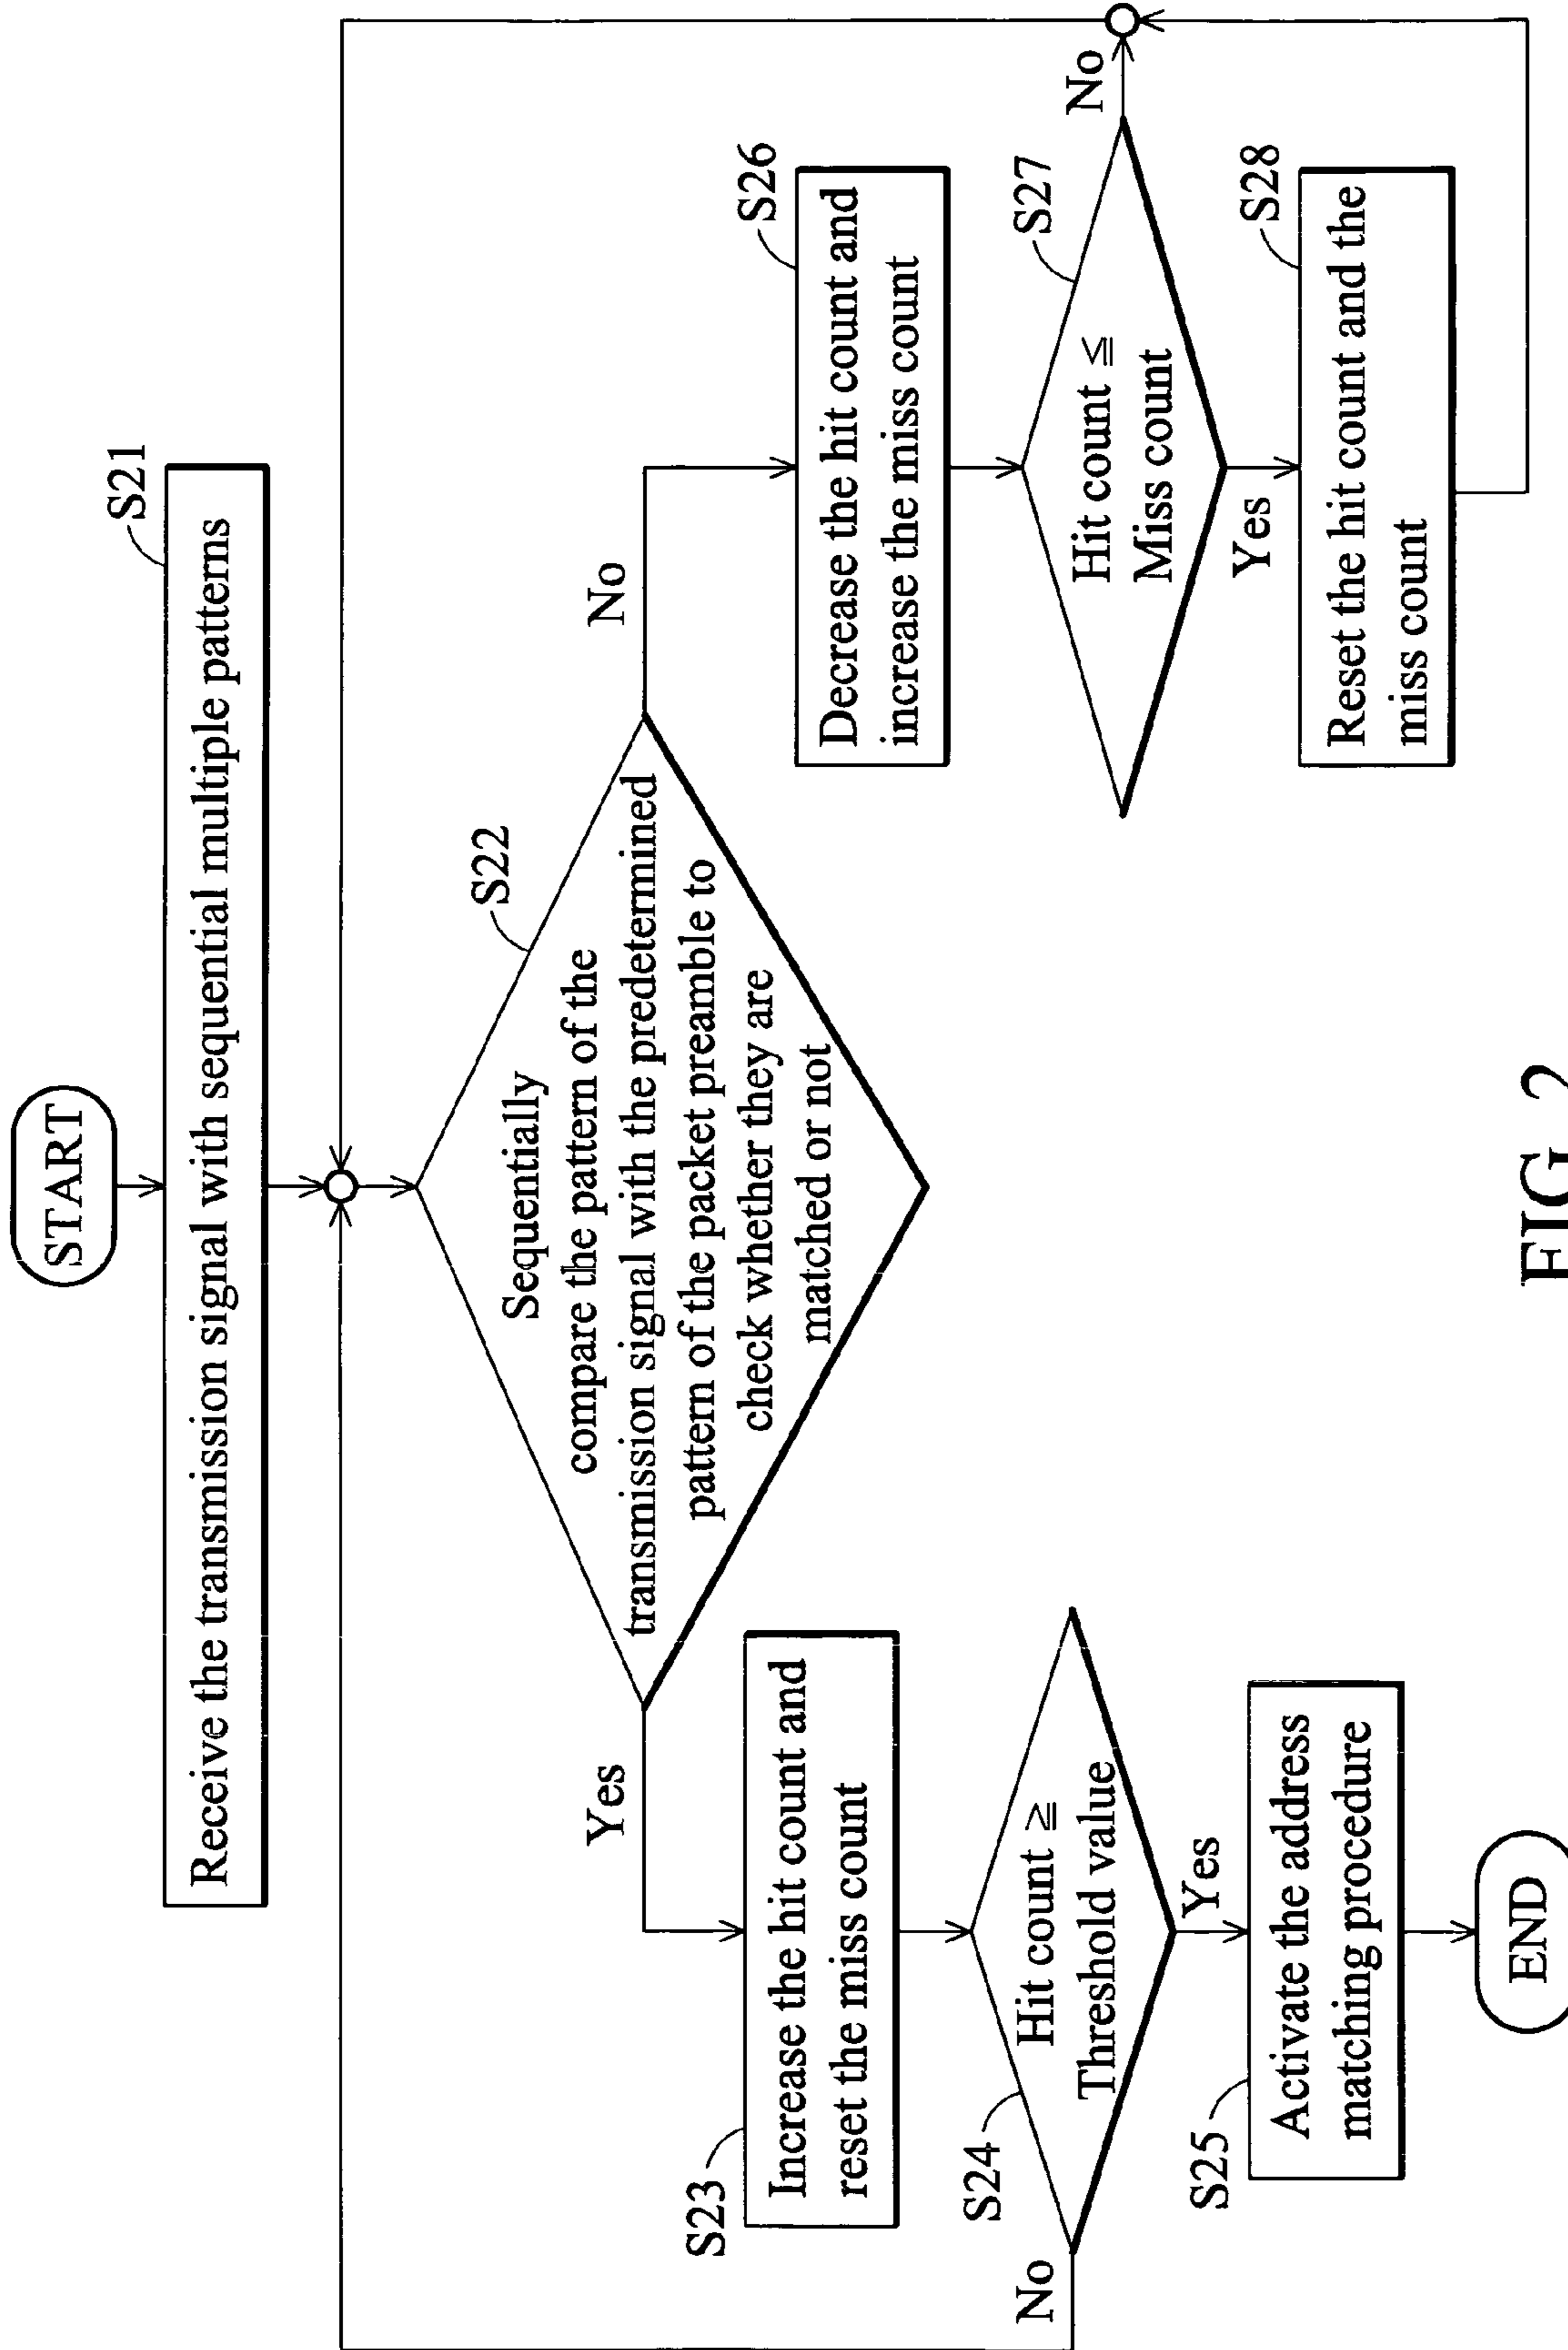 START
S21
Receive the transmission signal with sequential multiple patterns
S22
Sequentially
compare the pattern of the
transmission signal with the predetermined
pattern of the packet preamble to
check whether they are
matched or not
Yes
No
S23
Increase the hit count and
reset the miss count
S24
Hit count ≧
Threshold value
No
Yes
S25
Activate the address
matching procedure
END
S26
Decrease the hit count and
increase the miss count
S27
Hit count ≦
Miss count
No
Yes
S28
Reset the hit count and the
miss count
FIG. 2